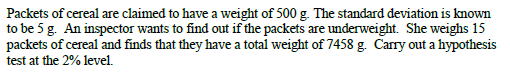 Packets of cereal are claimed to have a weight of 500 g. The standard deviation is known
to be 5 g.  An inspector wants to find out if the packets are underweight.  She weighs 15
packets of cereal and finds that they have a total weight of 7458 g.  Carry out a hypothesis
test at the 2% level.